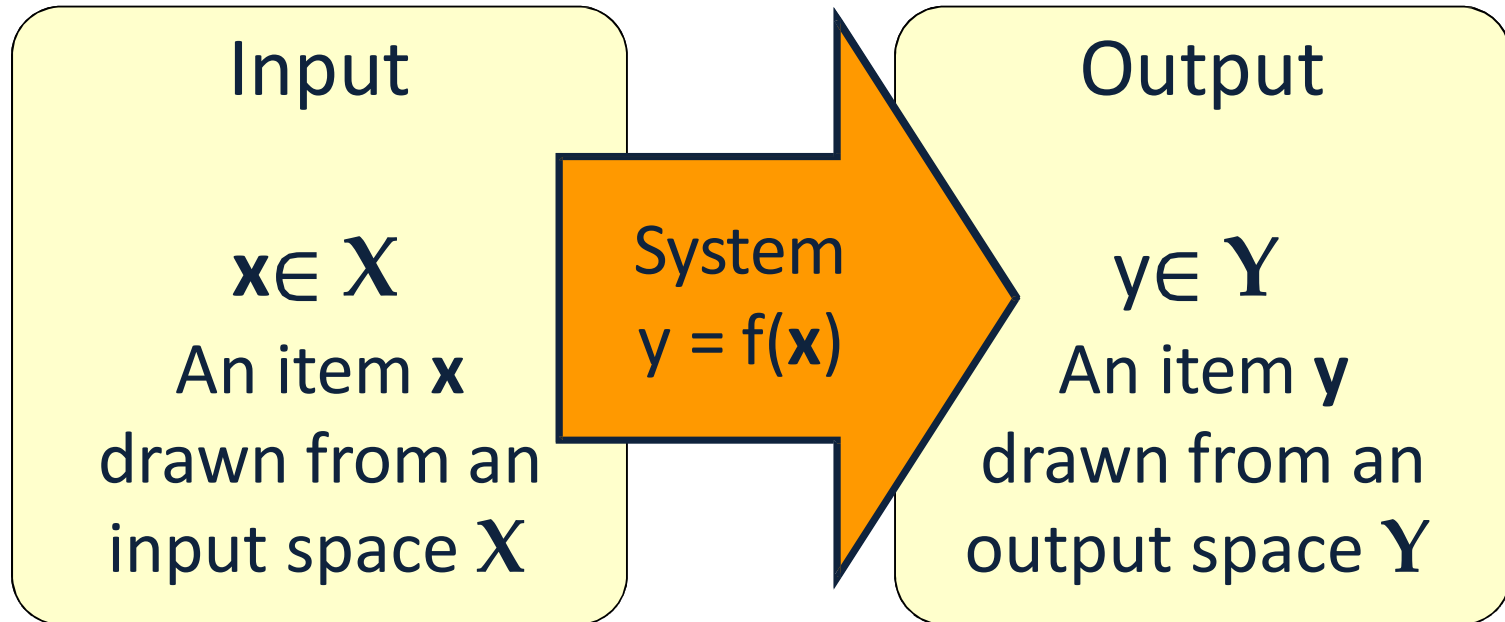 Input
x∈ X
An item x
drawn from an
input space X
System
y = f(x)
Output
y∈ Y
An item y
drawn from an
output space Y